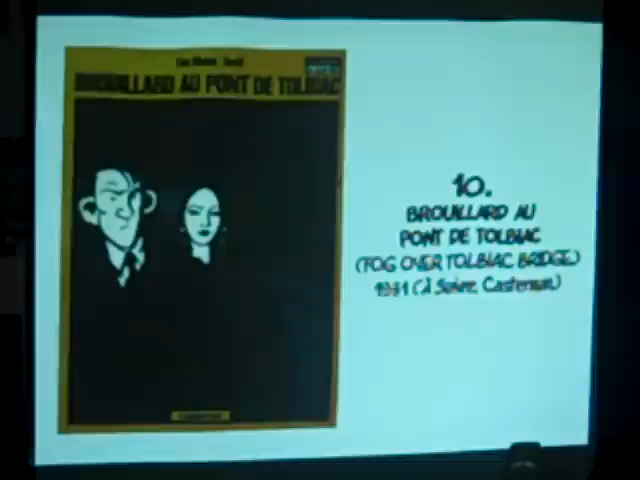 BROUILLARD AU PONT DE TOLBIAC
10.
BROUILLARD AU
PONT DE TOLBIAC
(FOG OVER TOLBIAC BRIDGE)
(À Suivre, Casterman)